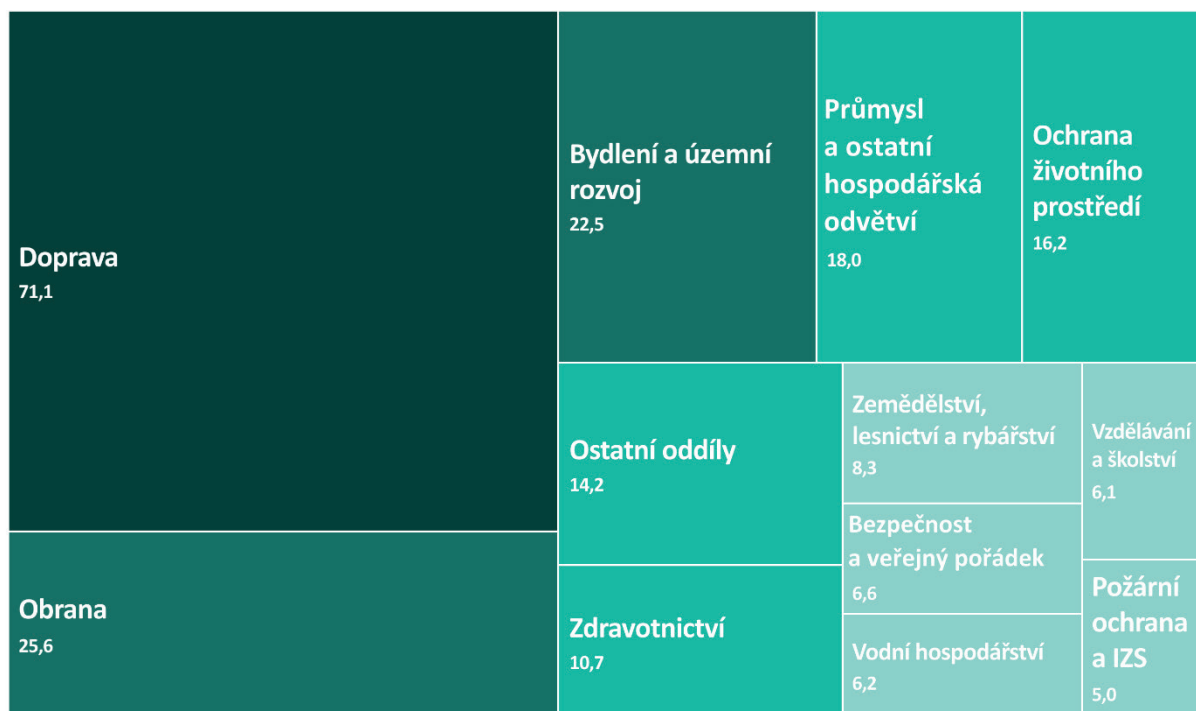 Doprava
71,1
Obrana
25,6
Bydlení a územní
rozvoj
22,5
Průmysl
a ostatní
hospodářská
odvětví
18,0
Ochrana
životního
prostředí
16,2
Ostatní oddíly
14,2
Zdravotnictví
10,7
Zemědělství,
lesnictví a rybářství
8,3
Bezpečnost
a veřejný pořádek
6,6
Vodní hospodářství
6,2
Vzdělávání
a školství
6,1
Požární
ochrana
a IZS
5,0